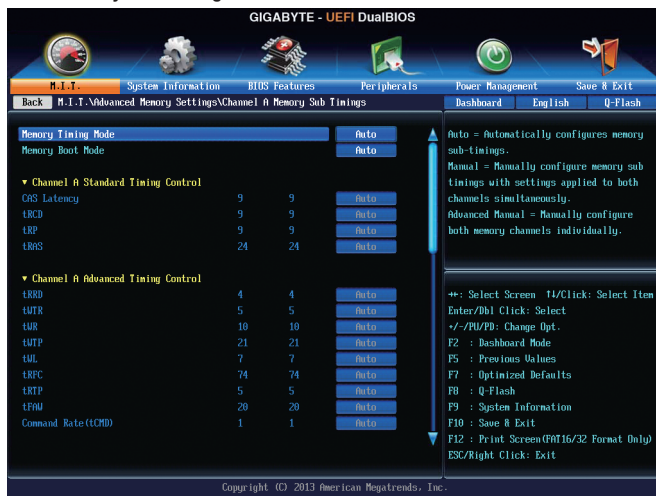 GIGABYTE - UEFI DualBIOS
M.I.T. System Information BIOS Features Peripherals Power Management Save & Exit
Back M.I.T.\Advanced Memory Settings\Channel A Memory Sub Timings Dashboard English Q-Flash
Memory Timing Mode Auto
Memory Boot Mode Auto
▼ Channel A Standard Timing Control
CAS Latency 9 9 Auto
tRCD 9 9 Auto
tRP 9 9 Auto
tRAS 24 24 Auto
▼ Channel A Advanced Timing Control
tRRD 4 4 Auto
tWTR 5 5 Auto
tWR 10 10 Auto
tWTP 21 21 Auto
tWL 7 7 Auto
tRFC 74 74 Auto
tRTP 5 5 Auto
tFAW 20 20 Auto
Command Rate(tCMD) 1 1 Auto
Auto = Automatically configures memory
sub-timings.
Manual = Manually configure memory sub
timings with settings applied to both
channels simultaneously.
Advanced Manual = Manually configure
both memory channels individually.
↔: Select Screen ↑↓/Click: Select Item
Enter/Dbl Click: Select
+/-/PU/PD: Change Opt.
F2 : Dashboard Mode
F5 : Previous Values
F7 : Optimized Defaults
F8 : Q-Flash
F9 : System Information
F10 : Save & Exit
F12 : Print Screen(FAT16/32 Format Only)
ESC/Right Click: Exit
Copyright (C) 2013 American Megatrends, Inc.